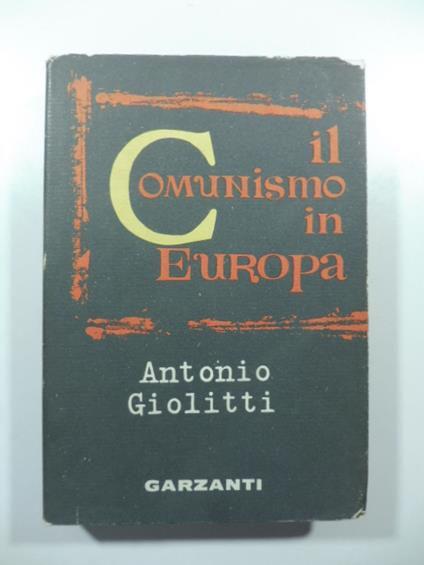 il
Comunismo
in
Europa
Antonio
Giolitti
GARZANTI